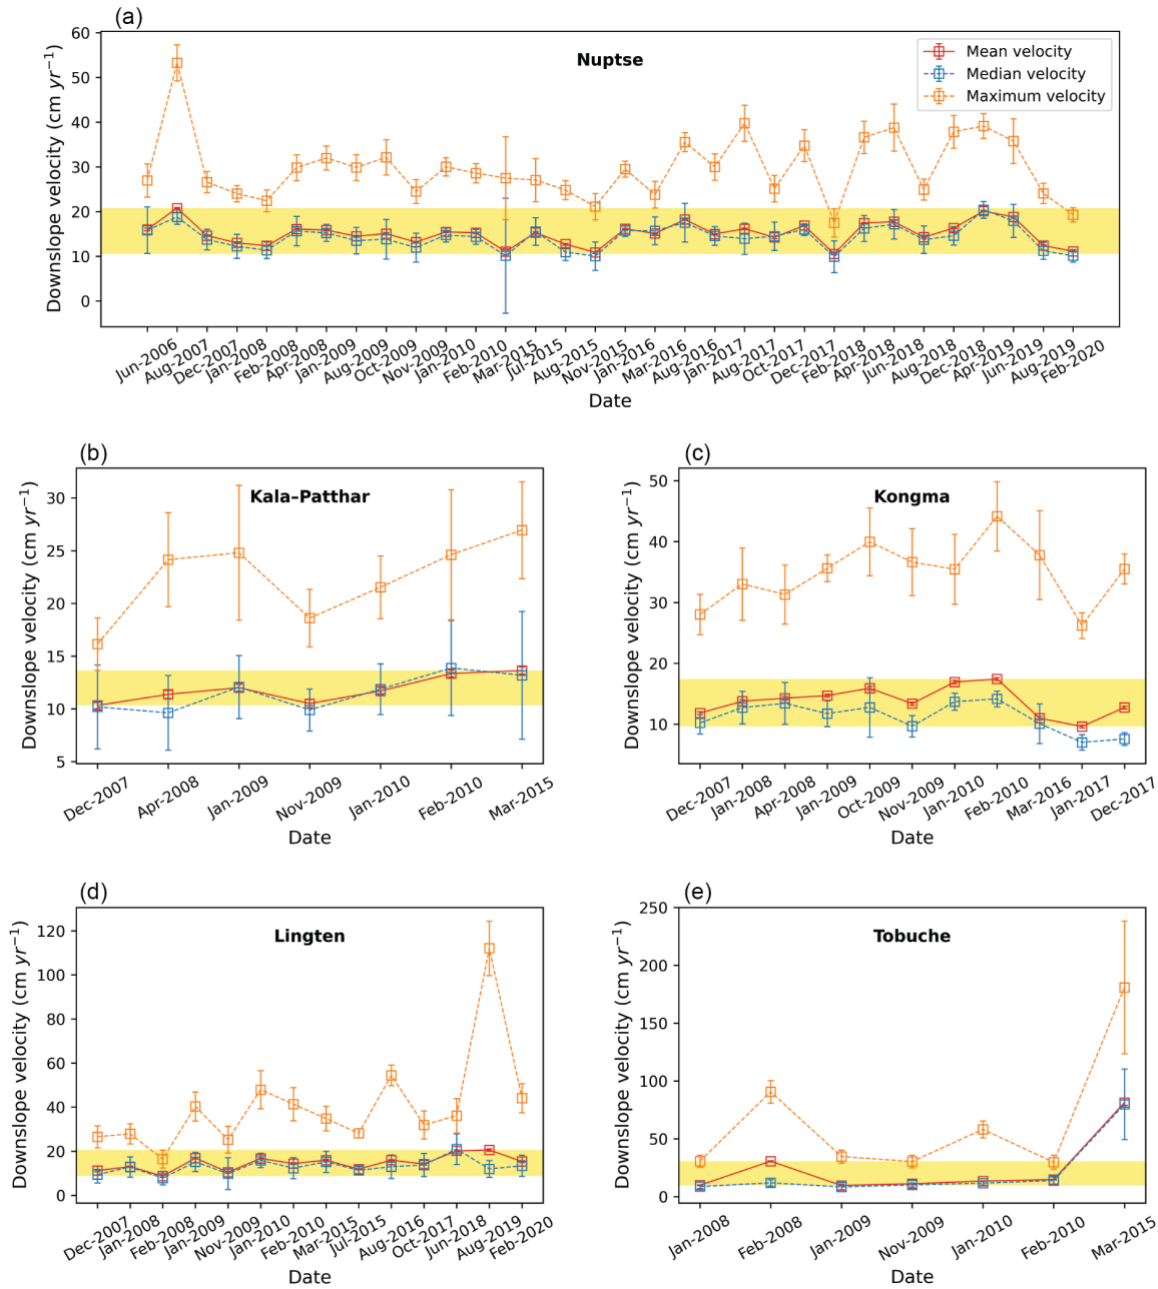 (a)
Nuptse
Mean velocity
Median velocity
Maximum velocity
Downslope velocity (cm yr⁻¹)
60
50
40
30
20
10
0
Jun-2006
Aug-2007
Dec-2007
Jan-2008
Feb-2008
Apr-2008
Jan-2009
Aug-2009
Oct-2009
Nov-2009
Jan-2010
Feb-2010
Mar-2015
Jul-2015
Aug-2015
Nov-2015
Jan-2016
Mar-2016
Aug-2016
Jan-2017
Aug-2017
Oct-2017
Dec-2017
Feb-2018
Apr-2018
Jun-2018
Aug-2018
Dec-2018
Apr-2019
Jun-2019
Aug-2019
Feb-2020
Date
(b)
Kala–Patthar
Downslope velocity (cm yr⁻¹)
30
25
20
15
10
5
Dec-2007
Apr-2008
Jan-2009
Nov-2009
Jan-2010
Feb-2010
Mar-2015
Date
(c)
Kongma
Downslope velocity (cm yr⁻¹)
50
40
30
20
10
Dec-2007
Jan-2008
Apr-2008
Jan-2009
Oct-2009
Nov-2009
Jan-2010
Feb-2010
Mar-2016
Jan-2017
Dec-2017
Date
(d)
Lingten
Downslope velocity (cm yr⁻¹)
120
100
80
60
40
20
0
Dec-2007
Jan-2008
Feb-2008
Jan-2009
Nov-2009
Jan-2010
Feb-2010
Mar-2015
Jul-2015
Aug-2016
Oct-2017
Jun-2018
Aug-2019
Feb-2020
Date
(e)
Tobuche
Downslope velocity (cm yr⁻¹)
250
200
150
100
50
0
Jan-2008
Feb-2008
Jan-2009
Nov-2009
Jan-2010
Feb-2010
Mar-2015
Date